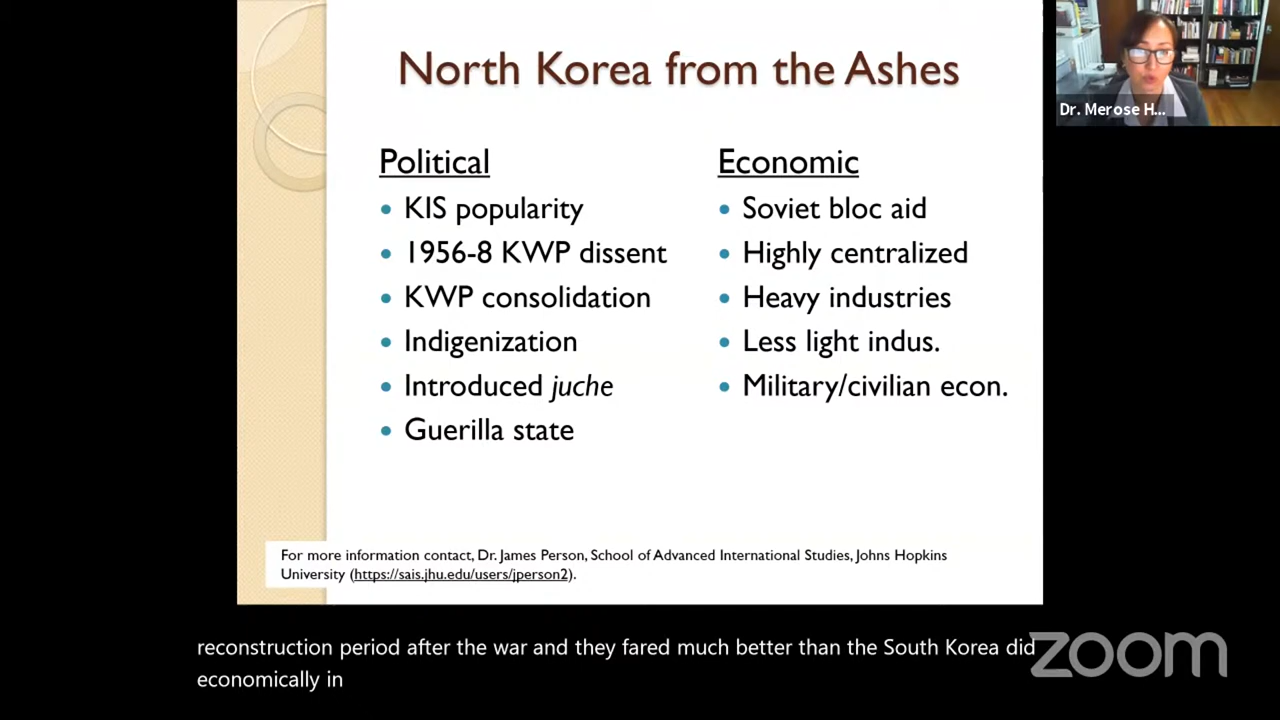 North Korea from the Ashes
Dr. Merose H...
Political
• KIS popularity
• 1956-8 KWP dissent
• KWP consolidation
• Indigenization
• Introduced juche
• Guerilla state
Economic
• Soviet bloc aid
• Highly centralized
• Heavy industries
• Less light indus.
• Military/civilian econ.
For more information contact, Dr. James Person, School of Advanced International Studies, Johns Hopkins
University (https://sais.jhu.edu/users/jperson2).
reconstruction period after the war and they fared much better than the South Korea did
economically in
zoom